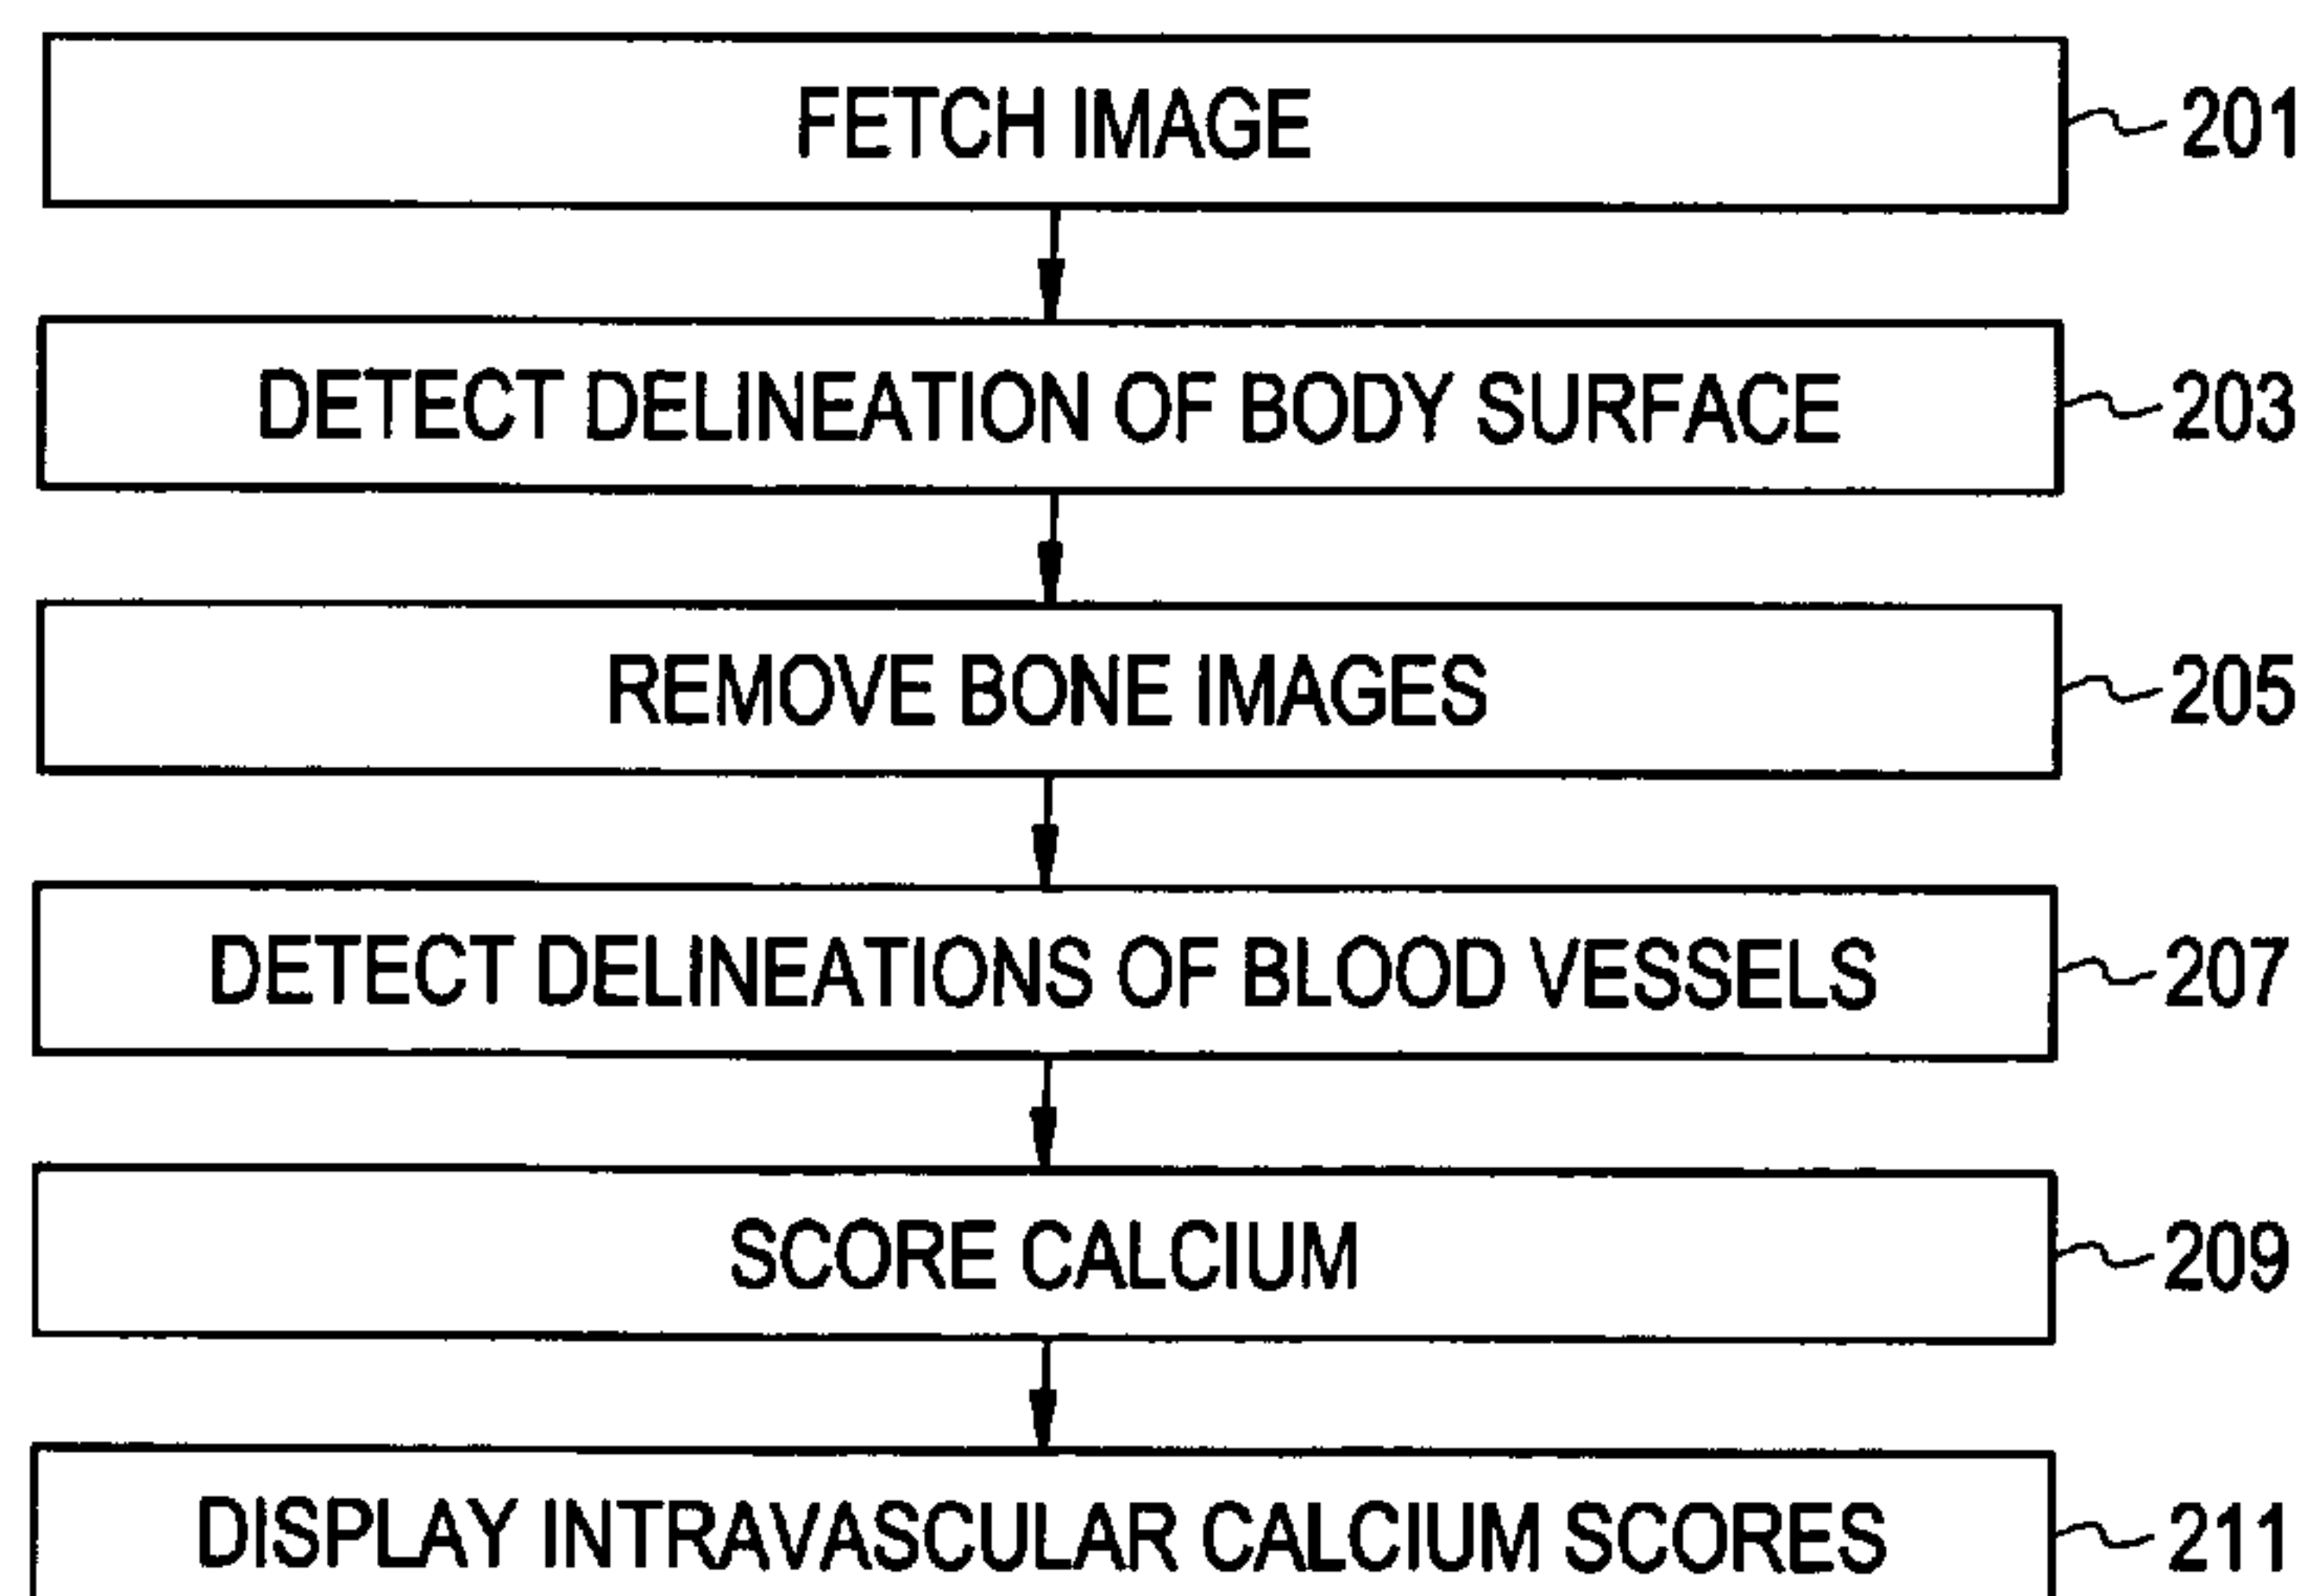 FETCH IMAGE 201
DETECT DELINEATION OF BODY SURFACE 203
REMOVE BONE IMAGES 205
DETECT DELINEATIONS OF BLOOD VESSELS 207
SCORE CALCIUM 209
DISPLAY INTRAVASCULAR CALCIUM SCORES 211